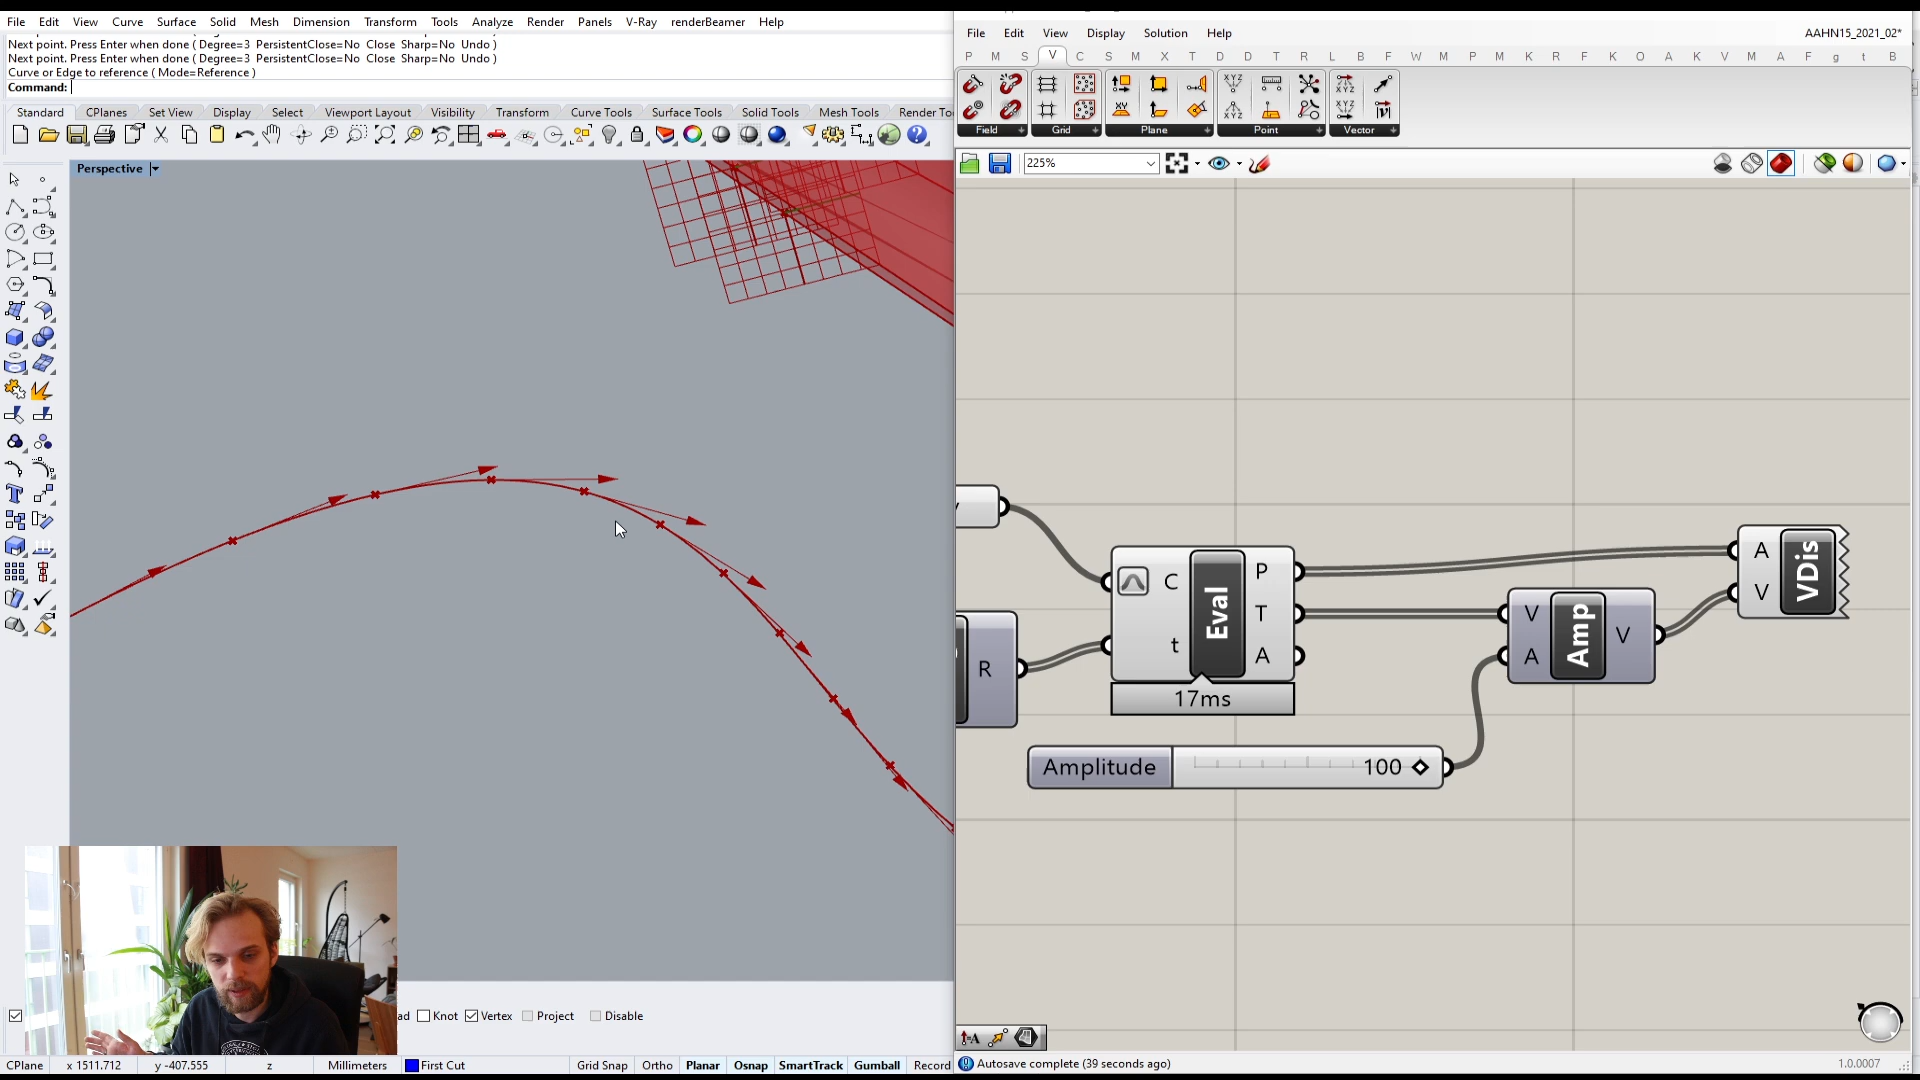 File Edit View Curve Surface Solid Mesh Dimension Transform Tools Analyze Render Panels V-Ray renderBeamer Help
Next point. Press Enter when done ( Degree=3 PersistentClose=No Close Sharp=No Undo )
Next point. Press Enter when done ( Degree=3 PersistentClose=No Close Sharp=No Undo )
Curve or Edge to reference ( Mode=Reference )
Command:
Standard CPlanes Set View Display Select Viewport Layout Visibility Transform Curve Tools Surface Tools Solid Tools Mesh Tools Render To
Perspective
ad Knot Vertex Project Disable
CPlane x 1511.712 y -407.555 z Millimeters First Cut Grid Snap Ortho Planar Osnap SmartTrack Gumball Record
File Edit View Display Solution Help
AAHN15_2021_02*
P M S V C S M X T D D T R L B F W M P M K R F K O A K V M A F g t B
Field Grid Plane Point Vector
225%
C t Eval P T A
17ms
R
Amplitude 100
V A Amp V
A V VDis
Autosave complete (39 seconds ago)
1.0.0007